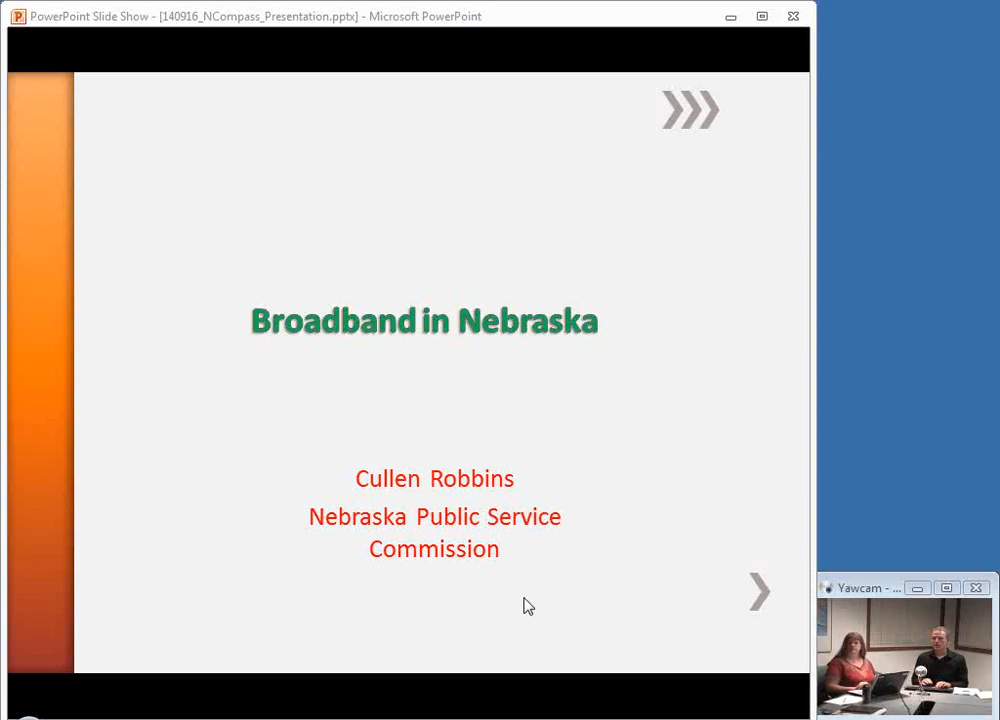 PowerPoint Slide Show - [140916_NCompass_Presentation.pptx] - Microsoft PowerPoint
Broadband in Nebraska
Cullen Robbins
Nebraska Public Service
Commission
Yawcam - ...